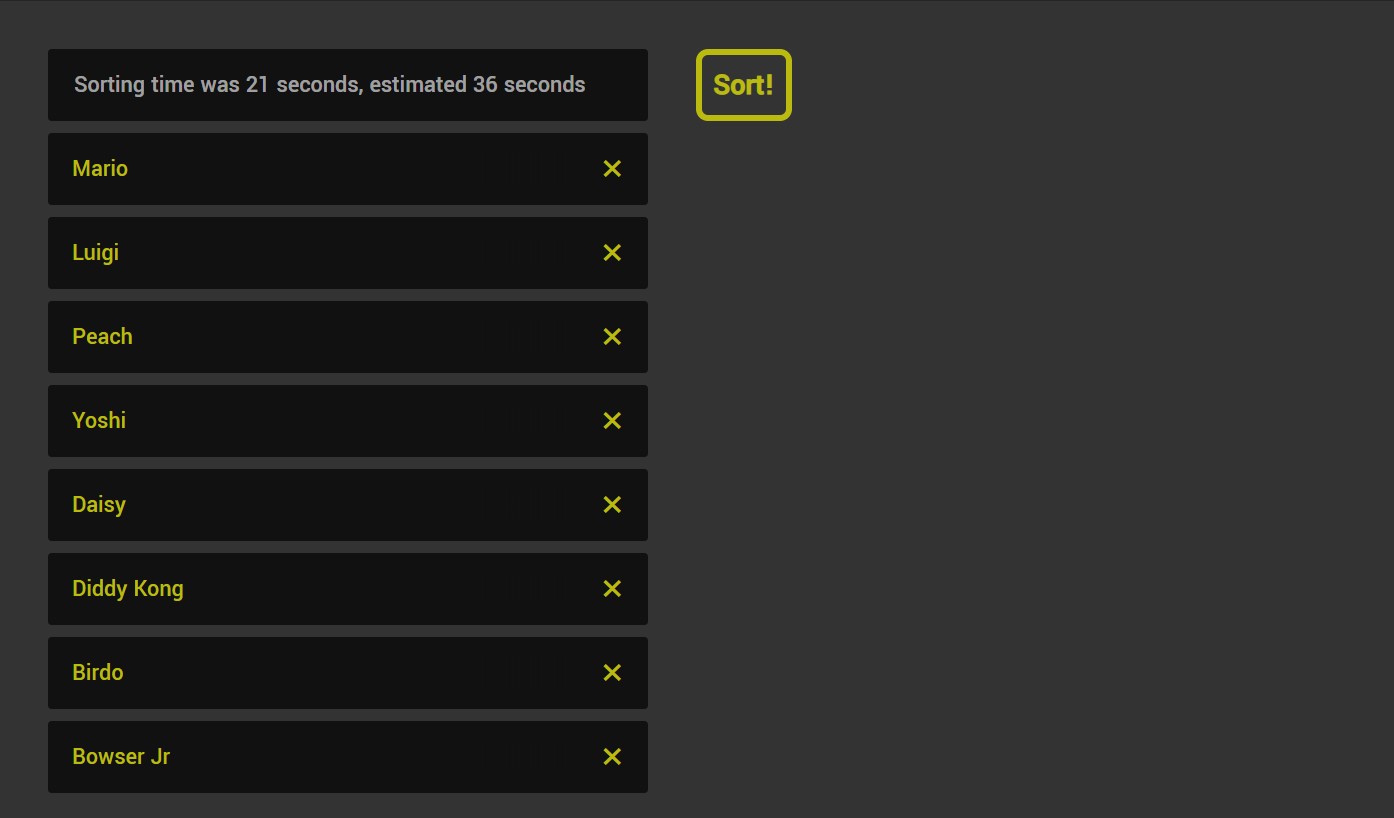 Sorting time was 21 seconds, estimated 36 seconds
Sort!
Mario
Luigi
Peach
Yoshi
Daisy
Diddy Kong
Birdo
Bowser Jr